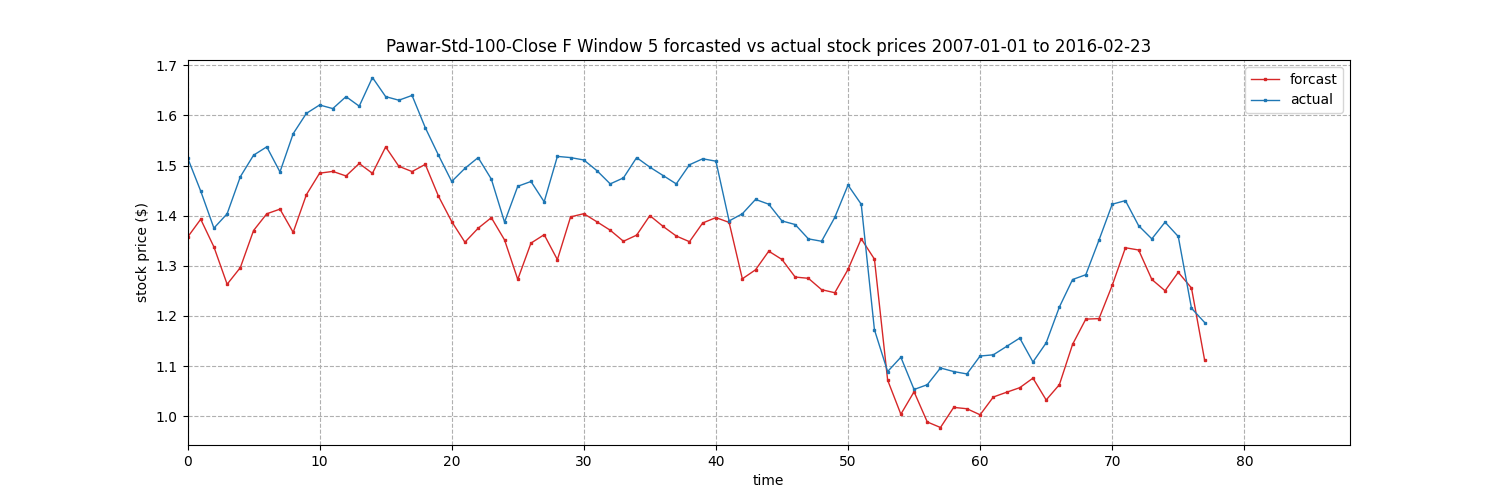 Pawar-Std-100-Close F Window 5 forcasted vs actual stock prices 2007-01-01 to 2016-02-23
forcast
actual
stock price ($)
1.7
1.6
1.5
1.4
1.3
1.2
1.1
1.0
0 10 20 30 40 50 60 70 80
time